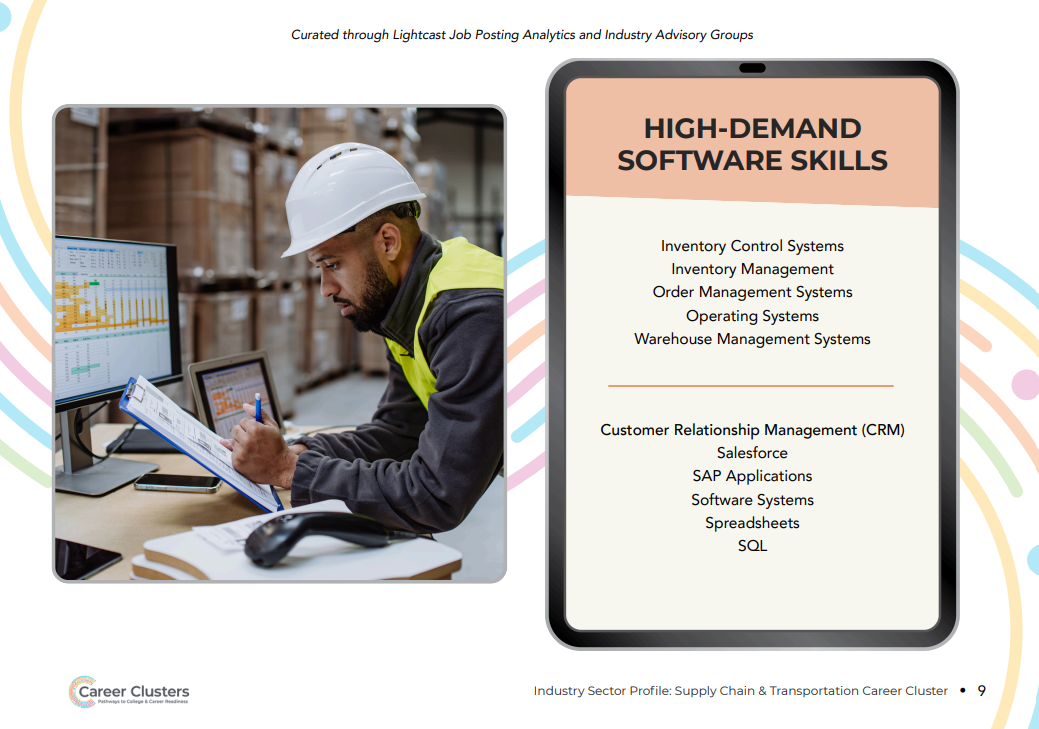 Curated through Lightcast Job Posting Analytics and Industry Advisory Groups
HIGH-DEMAND
SOFTWARE SKILLS
Inventory Control Systems
Inventory Management
Order Management Systems
Operating Systems
Warehouse Management Systems
Customer Relationship Management (CRM)
Salesforce
SAP Applications
Software Systems
Spreadsheets
SQL
Career Clusters
Pathways to College & Career Readiness
Industry Sector Profile: Supply Chain & Transportation Career Cluster • 9